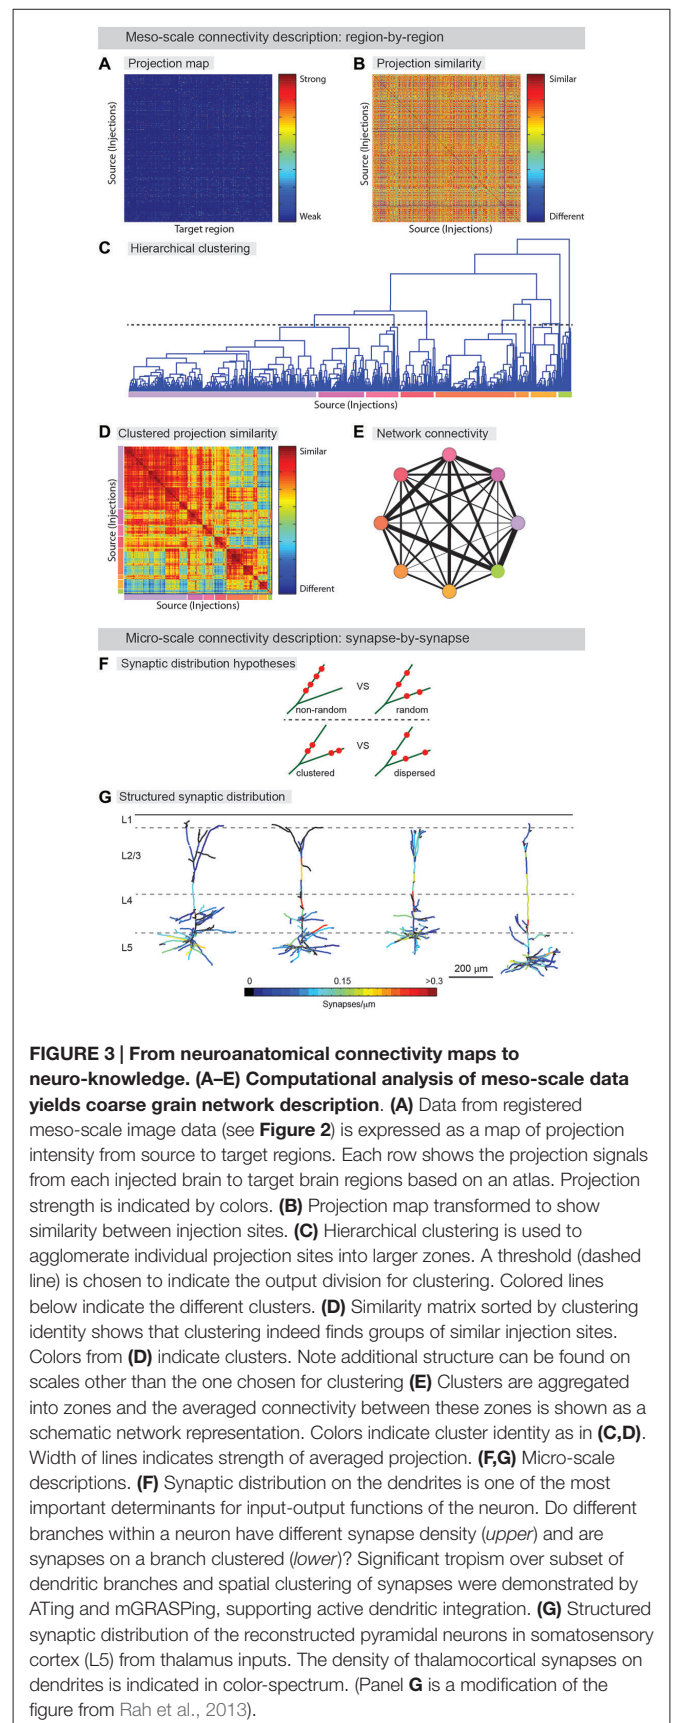 Meso-scale connectivity description: region-by-region
A Projection map
B Projection similarity
Source (Injections)
Strong
Weak
Target region
Source (Injections)
Similar
Different
Source (Injections)
C Hierarchical clustering
Source (Injections)
D Clustered projection similarity
E Network connectivity
Source (Injections)
Similar
Different
Source (Injections)
Micro-scale connectivity description: synapse-by-synapse
F Synaptic distribution hypotheses
VS
non-random
random
VS
clustered
dispersed
G Structured synaptic distribution
L1
L2/3
L4
L5
200 µm
0 0.15 >0.3
Synapses/µm
FIGURE 3 | From neuroanatomical connectivity maps to
neuro-knowledge. (A–E) Computational analysis of meso-scale data
yields coarse grain network description. (A) Data from registered
meso-scale image data (see Figure 2) is expressed as a map of projection
intensity from source to target regions. Each row shows the projection signals
from each injected brain to target brain regions based on an atlas. Projection
strength is indicated by colors. (B) Projection map transformed to show
similarity between injection sites. (C) Hierarchical clustering is used to
agglomerate individual projection sites into larger zones. A threshold (dashed
line) is chosen to indicate the output division for clustering. Colored lines
below indicate the different clusters. (D) Similarity matrix sorted by clustering
identity shows that clustering indeed finds groups of similar injection sites.
Colors from (D) indicate clusters. Note additional structure can be found on
scales other than the one chosen for clustering (E) Clusters are aggregated
into zones and the averaged connectivity between these zones is shown as a
schematic network representation. Colors indicate cluster identity as in (C,D).
Width of lines indicates strength of averaged projection. (F,G) Micro-scale
descriptions. (F) Synaptic distribution on the dendrites is one of the most
important determinants for input-output functions of the neuron. Do different
branches within a neuron have different synapse density (upper) and are
synapses on a branch clustered (lower)? Significant tropism over subset of
dendritic branches and spatial clustering of synapses were demonstrated by
ATing and mGRASPing, supporting active dendritic integration. (G) Structured
synaptic distribution of the reconstructed pyramidal neurons in somatosensory
cortex (L5) from thalamus inputs. The density of thalamocortical synapses on
dendrites is indicated in color-spectrum. (Panel G is a modification of the
figure from Rah et al., 2013).